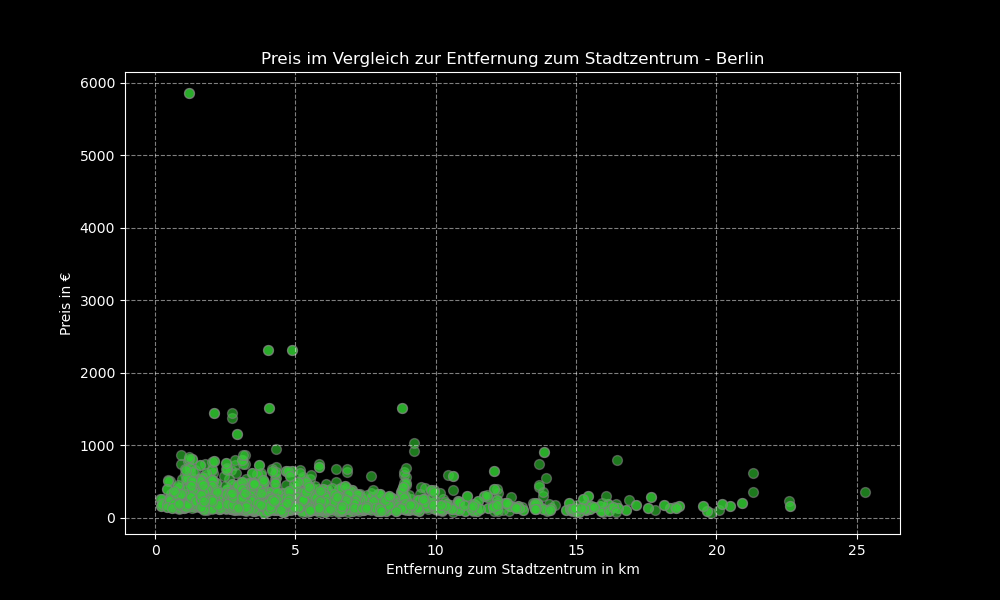 Preis im Vergleich zur Entfernung zum Stadtzentrum - Berlin
6000
5000
4000
3000
2000
1000
0
Preis in €
0 5 10 15 20 25
Entfernung zum Stadtzentrum in km